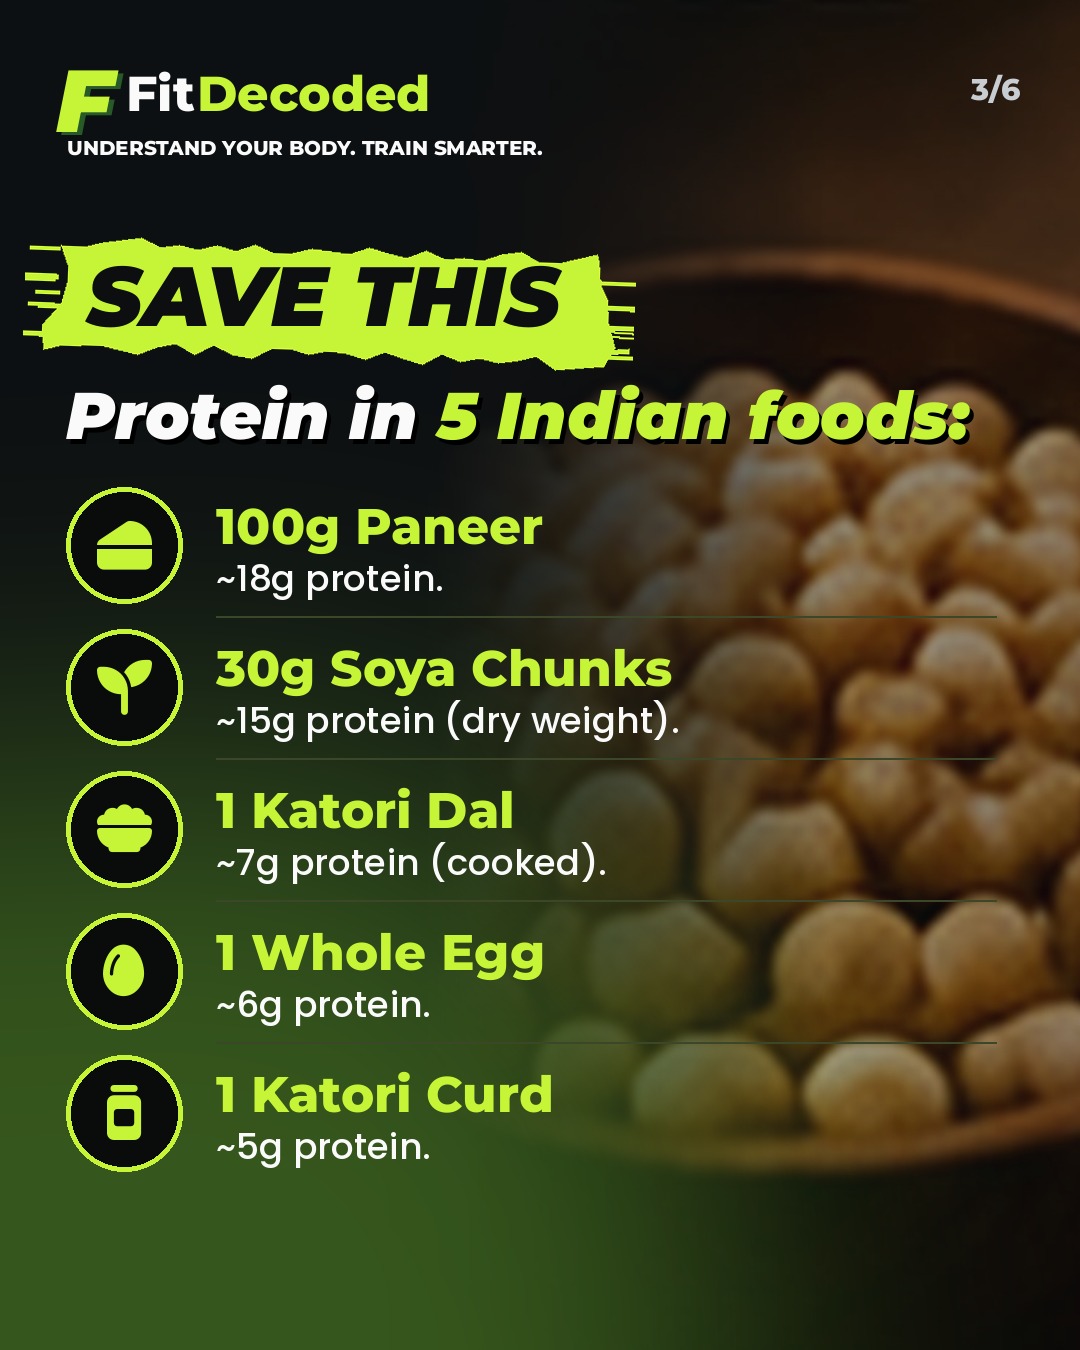 FitDecoded
3/6
UNDERSTAND YOUR BODY. TRAIN SMARTER.
SAVE THIS
Protein in 5 Indian foods:
100g Paneer
~18g protein.
30g Soya Chunks
~15g protein (dry weight).
1 Katori Dal
~7g protein (cooked).
1 Whole Egg
~6g protein.
1 Katori Curd
~5g protein.